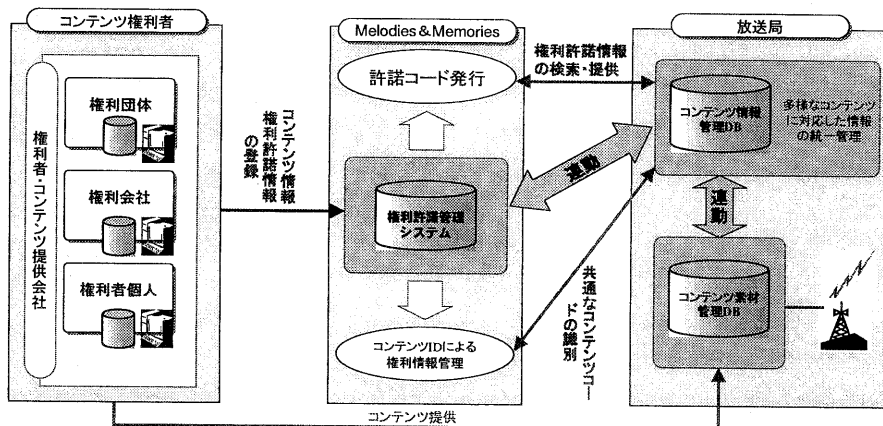 コンテンツ権利者
権利者・コンテンツ提供会社
権利団体
権利会社
権利者個人
コンテンツ情報
権利許諾情報
の登録
Melodies&Memories
許諾コード発行
権利許諾管理
システム
コンテンツIDによる
権利情報管理
権利許諾情報
の検索・提供
連動
共通なコンテンツコー
ドの識別
放送局
コンテンツ情報
管理DB
多様なコンテンツ
に対応した情報
の統一管理
連動
コンテンツ素材
管理DB
コンテンツ提供